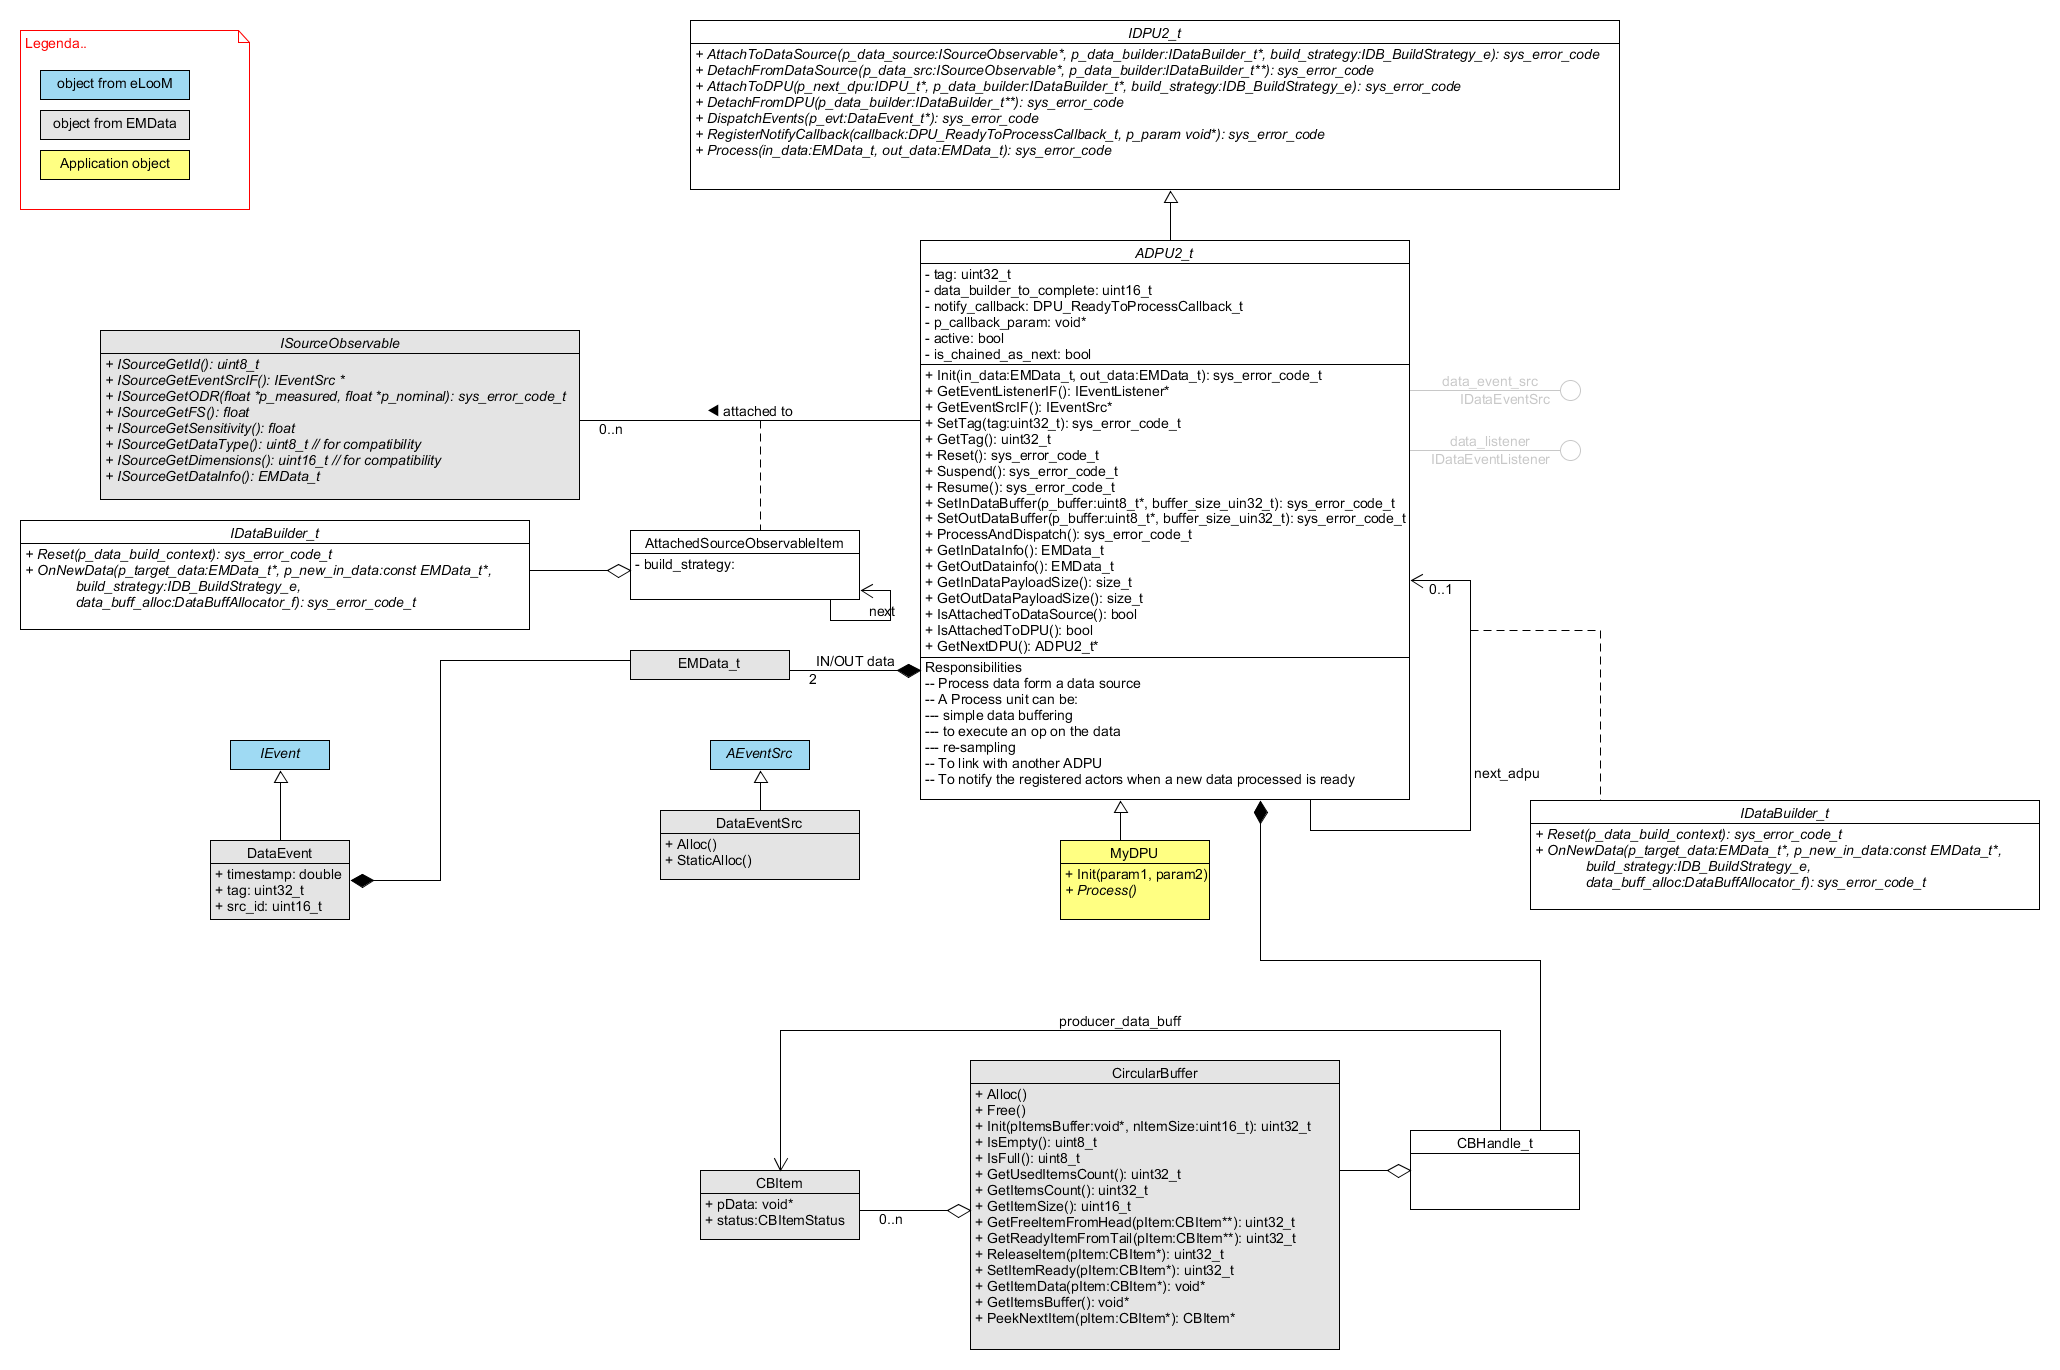 Legenda..
object from eLooM
object from EMData
Application object
IDPU2_t
+ AttachToDataSource(p_data_source:ISourceObservable*, p_data_builder:IDataBuilder_t*, build_strategy:IDB_BuildStrategy_e): sys_error_code
+ DetachFromDataSource(p_data_src:ISourceObservable*, p_data_builder:IDataBuilder_t**): sys_error_code
+ AttachToDPU(p_next_dpu:IDPU_t*, p_data_builder:IDataBuilder_t*, build_strategy:IDB_BuildStrategy_e): sys_error_code
+ DetachFromDPU(p_data_builder:IDataBuilder_t**): sys_error_code
+ DispatchEvents(p_evt:DataEvent_t*): sys_error_code
+ RegisterNotifyCallback(callback:DPU_ReadyToProcessCallback_t, p_param void*): sys_error_code
+ Process(in_data:EMData_t, out_data:EMData_t): sys_error_code
ADPU2_t
- tag: uint32_t
- data_builder_to_complete: uint16_t
- notify_callback: DPU_ReadyToProcessCallback_t
- p_callback_param: void*
- active: bool
- is_chained_as_next: bool
+ Init(in_data:EMData_t, out_data:EMData_t): sys_error_code_t
+ GetEventListenerIF(): IEventListener*
+ GetEventSrcIF(): IEventSrc*
+ SetTag(tag:uint32_t): sys_error_code_t
+ GetTag(): uint32_t
+ Reset(): sys_error_code_t
+ Suspend(): sys_error_code_t
+ Resume(): sys_error_code_t
+ SetInDataBuffer(p_buffer:uint8_t*, buffer_size_uin32_t): sys_error_code_t
+ SetOutDataBuffer(p_buffer:uint8_t*, buffer_size_uin32_t): sys_error_code_t
+ ProcessAndDispatch(): sys_error_code_t
+ GetInDataInfo(): EMData_t
+ GetOutDatainfo(): EMData_t
+ GetInDataPayloadSize(): size_t
+ GetOutDataPayloadSize(): size_t
+ IsAttachedToDataSource(): bool
+ IsAttachedToDPU(): bool
+ GetNextDPU(): ADPU2_t*
Responsibilities
-- Process data form a data source
-- A Process unit can be:
--- simple data buffering
--- to execute an op on the data
--- re-sampling
-- To link with another ADPU
-- To notify the registered actors when a new data processed is ready
data_event_src
IDataEventSrc
data_listener
IDataEventListener
ISourceObservable
+ ISourceGetId(): uint8_t
+ ISourceGetEventSrcIF(): IEventSrc *
+ ISourceGetODR(float *p_measured, float *p_nominal): sys_error_code_t
+ ISourceGetFS(): float
+ ISourceGetSensitivity(): float
+ ISourceGetDataType(): uint8_t // for compatibility
+ ISourceGetDimensions(): uint16_t // for compatibility
+ ISourceGetDataInfo(): EMData_t
attached to
0..n
IDataBuilder_t
+ Reset(p_data_build_context): sys_error_code_t
+ OnNewData(p_target_data:EMData_t*, p_new_in_data:const EMData_t*,
build_strategy:IDB_BuildStrategy_e,
data_buff_alloc:DataBuffAllocator_f): sys_error_code_t
AttachedSourceObservableItem
- build_strategy:
next
EMData_t
IN/OUT data
2
0..1
next_adpu
IEvent
AEventSrc
DataEvent
+ timestamp: double
+ tag: uint32_t
+ src_id: uint16_t
DataEventSrc
+ Alloc()
+ StaticAlloc()
MyDPU
+ Init(param1, param2)
+ Process()
IDataBuilder_t
+ Reset(p_data_build_context): sys_error_code_t
+ OnNewData(p_target_data:EMData_t*, p_new_in_data:const EMData_t*,
build_strategy:IDB_BuildStrategy_e,
data_buff_alloc:DataBuffAllocator_f): sys_error_code_t
producer_data_buff
CircularBuffer
+ Alloc()
+ Free()
+ Init(pItemsBuffer:void*, nItemSize:uint16_t): uint32_t
+ IsEmpty(): uint8_t
+ IsFull(): uint8_t
+ GetUsedItemsCount(): uint32_t
+ GetItemsCount(): uint32_t
+ GetItemSize(): uint16_t
+ GetFreeItemFromHead(pItem:CBItem**): uint32_t
+ GetReadyItemFromTail(pItem:CBItem**): uint32_t
+ ReleaseItem(pItem:CBItem*): uint32_t
+ SetItemReady(pItem:CBItem*): uint32_t
+ GetItemData(pItem:CBItem*): void*
+ GetItemsBuffer(): void*
+ PeekNextItem(pItem:CBItem*): CBItem*
CBHandle_t
CBItem
+ pData: void*
+ status:CBItemStatus
0..n